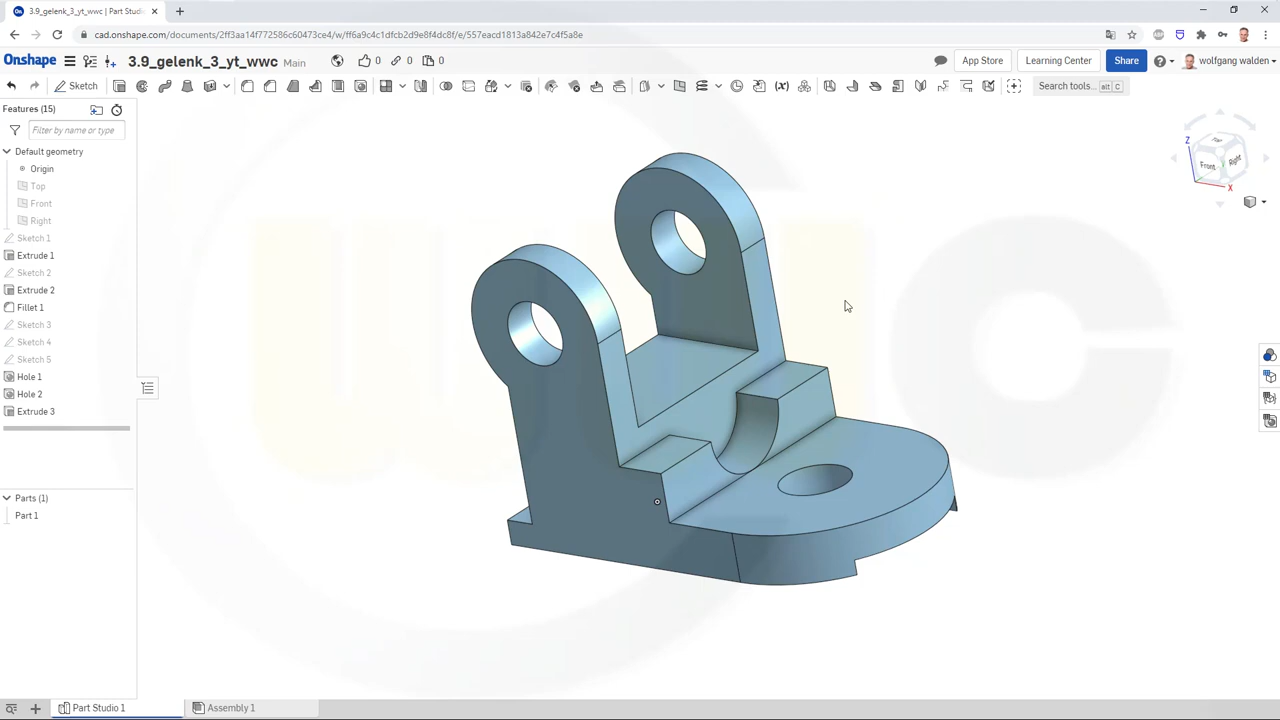 3.9_gelenk_3_yt_wwc | Part Studi
cad.onshape.com/documents/2ff3aa14f772586c60473ce4/w/ff6a9c4c1dfcb2d9e8f4dc8f/e/557eacd1813a842e7c4f5a8e
Onshape
3.9_gelenk_3_yt_wwc Main
0
0
App Store
Learning Center
Share
wolfgang walden
Sketch
Search tools... alt C
Features (15)
Filter by name or type
Default geometry
Origin
Top
Front
Right
Sketch 1
Extrude 1
Sketch 2
Extrude 2
Fillet 1
Sketch 3
Sketch 4
Sketch 5
Hole 1
Hole 2
Extrude 3
Parts (1)
Part 1
Z
Front
Right
X
wwc
Part Studio 1
Assembly 1